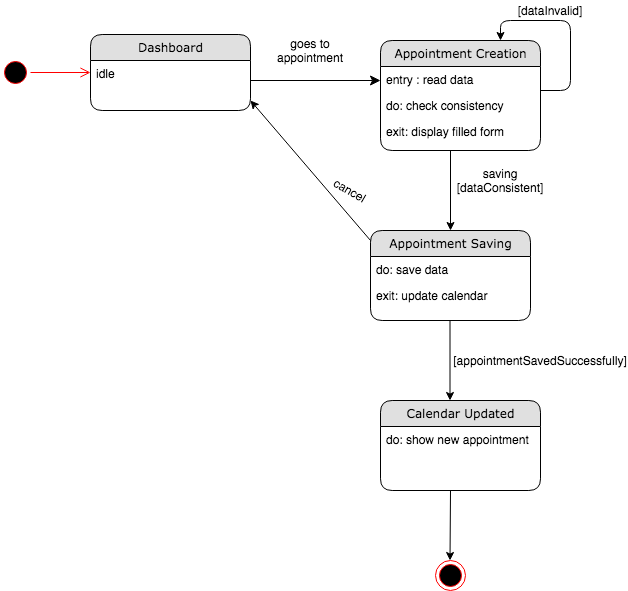 [dataInvalid]
Dashboard
idle
goes to
appointment
Appointment Creation
entry : read data
do: check consistency
exit: display filled form
saving
[dataConsistent]
cancel
Appointment Saving
do: save data
exit: update calendar
[appointmentSavedSuccessfully]
Calendar Updated
do: show new appointment